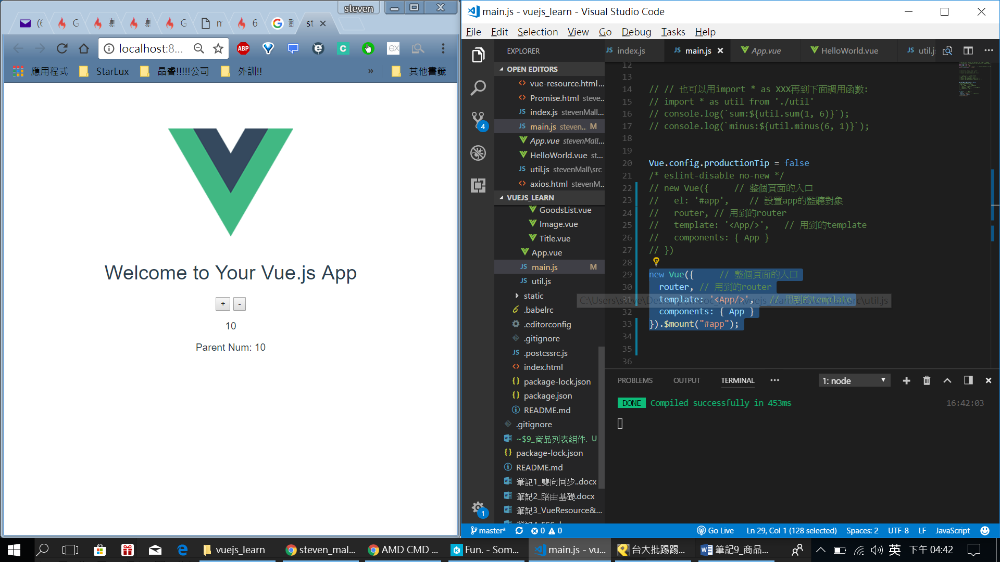 steven
G
G
6
st
localhost:8...
ABP
應用程式
StarLux
晶睿!!!!!公司
外訓!!
»
其他書籤
Welcome to Your Vue.js App
+ -
10
Parent Num: 10
main.js - vuejs_learn - Visual Studio Code
File Edit Selection View Go Debug Tasks Help
EXPLORER
OPEN EDITORS
vue-resource.html...
Promise.html steve...
index.js stevenMall...
main.js steven... M
App.vue stevenMall...
HelloWorld.vue st...
util.js stevenMall\src
axios.html stevenM...
VUEJS_LEARN
GoodsList.vue
Image.vue
Title.vue
App.vue
main.js M
util.js
static
.babelrc
.editorconfig
.gitignore
.postcssrc.js
index.html
package-lock.json
package.json
README.md
.gitignore
~$9_商品列表組件. U
package-lock.json
README.md
筆記1_雙向同步..docx
筆記2_路由基礎.docx
筆記3_VueResource&...
4
1
JS index.js
JS main.js
App.vue
HelloWorld.vue
JS util.js
12
13
14 // // 也可以用import * as XXX再到下面調用函數:
15 // import * as util from './util'
16 // console.log(`sum:${util.sum(1, 6)}`);
17 // console.log(`minus:${util.minus(6, 1)}`);
18
19
20 Vue.config.productionTip = false
21 /* eslint-disable no-new */
22 // new Vue({ // 整個頁面的入口
23 // el: '#app', // 設置app的監聽對象
24 // router, // 用到的router
25 // template: '<App/>', // 用到的template
26 // components: { App }
27 // })
28
29 new Vue({ // 整個頁面的入口
30 router, // 用到的router
31 template: '<App/>', // 用到的template
32 components: { App }
33 }).$mount("#app");
34
35
36
PROBLEMS OUTPUT TERMINAL ··· 1: node
DONE Compiled successfully in 453ms 16:42:03
master* 0 0 Go Live Ln 29, Col 1 (128 selected) Spaces: 2 UTF-8 LF JavaScript
vuejs_learn
steven_mal...
AMD CMD ...
Fun. - Som...
main.js - vu...
台大批踢踢...
筆記9_商品...
英
下午 04:42